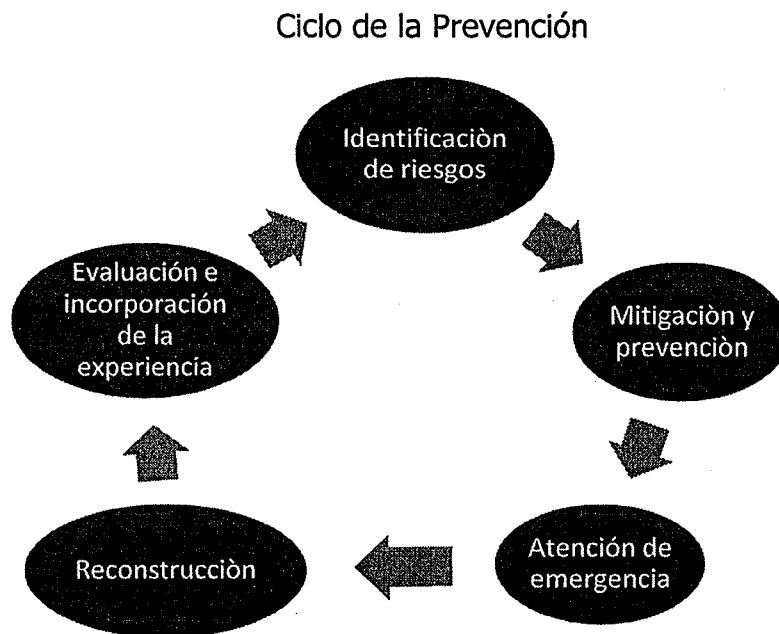 Ciclo de la Prevención
Identificaciòn
de riesgos
Mitigaciòn y
prevenciòn
Atención de
emergencia
Reconstrucciòn
Evaluación e
incorporación
de la
experiencia